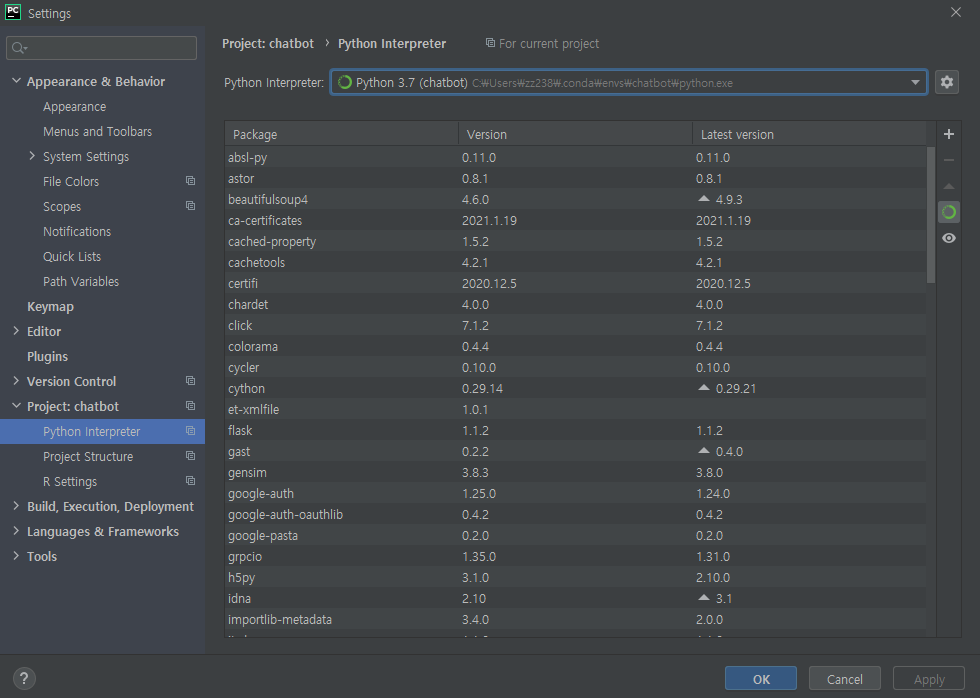 PC Settings
Project: chatbot › Python Interpreter For current project
Python Interpreter: Python 3.7 (chatbot) C:₩Users₩zz238₩.conda₩envs₩chatbot₩python.exe
Appearance & Behavior
Appearance
Menus and Toolbars
System Settings
File Colors
Scopes
Notifications
Quick Lists
Path Variables
Keymap
Editor
Plugins
Version Control
Project: chatbot
Python Interpreter
Project Structure
R Settings
Build, Execution, Deployment
Languages & Frameworks
Tools
Package Version Latest version
absl-py 0.11.0 0.11.0
astor 0.8.1 0.8.1
beautifulsoup4 4.6.0 4.9.3
ca-certificates 2021.1.19 2021.1.19
cached-property 1.5.2 1.5.2
cachetools 4.2.1 4.2.1
certifi 2020.12.5 2020.12.5
chardet 4.0.0 4.0.0
click 7.1.2 7.1.2
colorama 0.4.4 0.4.4
cycler 0.10.0 0.10.0
cython 0.29.14 0.29.21
et-xmlfile 1.0.1
flask 1.1.2 1.1.2
gast 0.2.2 0.4.0
gensim 3.8.3 3.8.0
google-auth 1.25.0 1.24.0
google-auth-oauthlib 0.4.2 0.4.2
google-pasta 0.2.0 0.2.0
grpcio 1.35.0 1.31.0
h5py 3.1.0 2.10.0
idna 2.10 3.1
importlib-metadata 3.4.0 2.0.0
? OK Cancel Apply